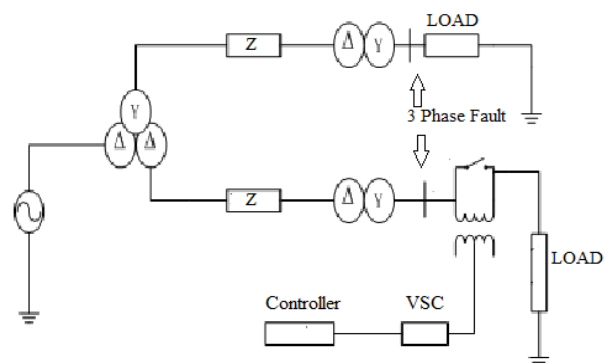 LOAD
Z
Δ Y
3 Phase Fault
Y
Δ Δ
Z
Δ Y
LOAD
Controller
VSC